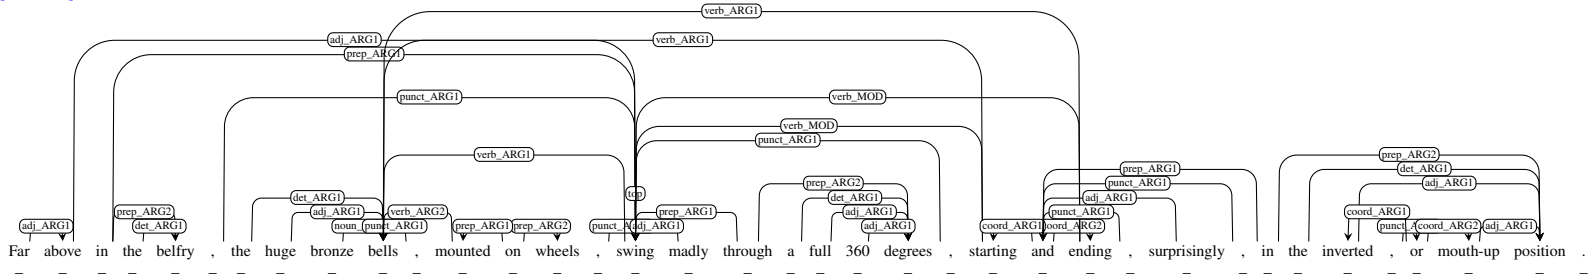 verb_ARG1
adj_ARG1 verb_ARG1
prep_ARG1
punct_ARG1 verb_MOD
verb_MOD
punct_ARG1
verb_ARG1
prep_ARG2
prep_ARG1
det_ARG1
prep_ARG2 punct_ARG1 adj_ARG1
top
det_ARG1 det_ARG1 adj_ARG1
prep_ARG2 adj_ARG1 verb_ARG2 prep_ARG1 adj_ARG1 punct_ARG1 coord_ARG1
adj_ARG1 det_ARG1 punct_ARG1 prep_ARG1 prep_ARG2 adj_ARG1 adj_ARG1 coord_ARG1 coord_ARG2 adj_ARG1
Far above in the belfry , the huge bronze bells , mounted on wheels , swing madly through a full 360 degrees , starting and ending , surprisingly , in the inverted , or mouth-up position .